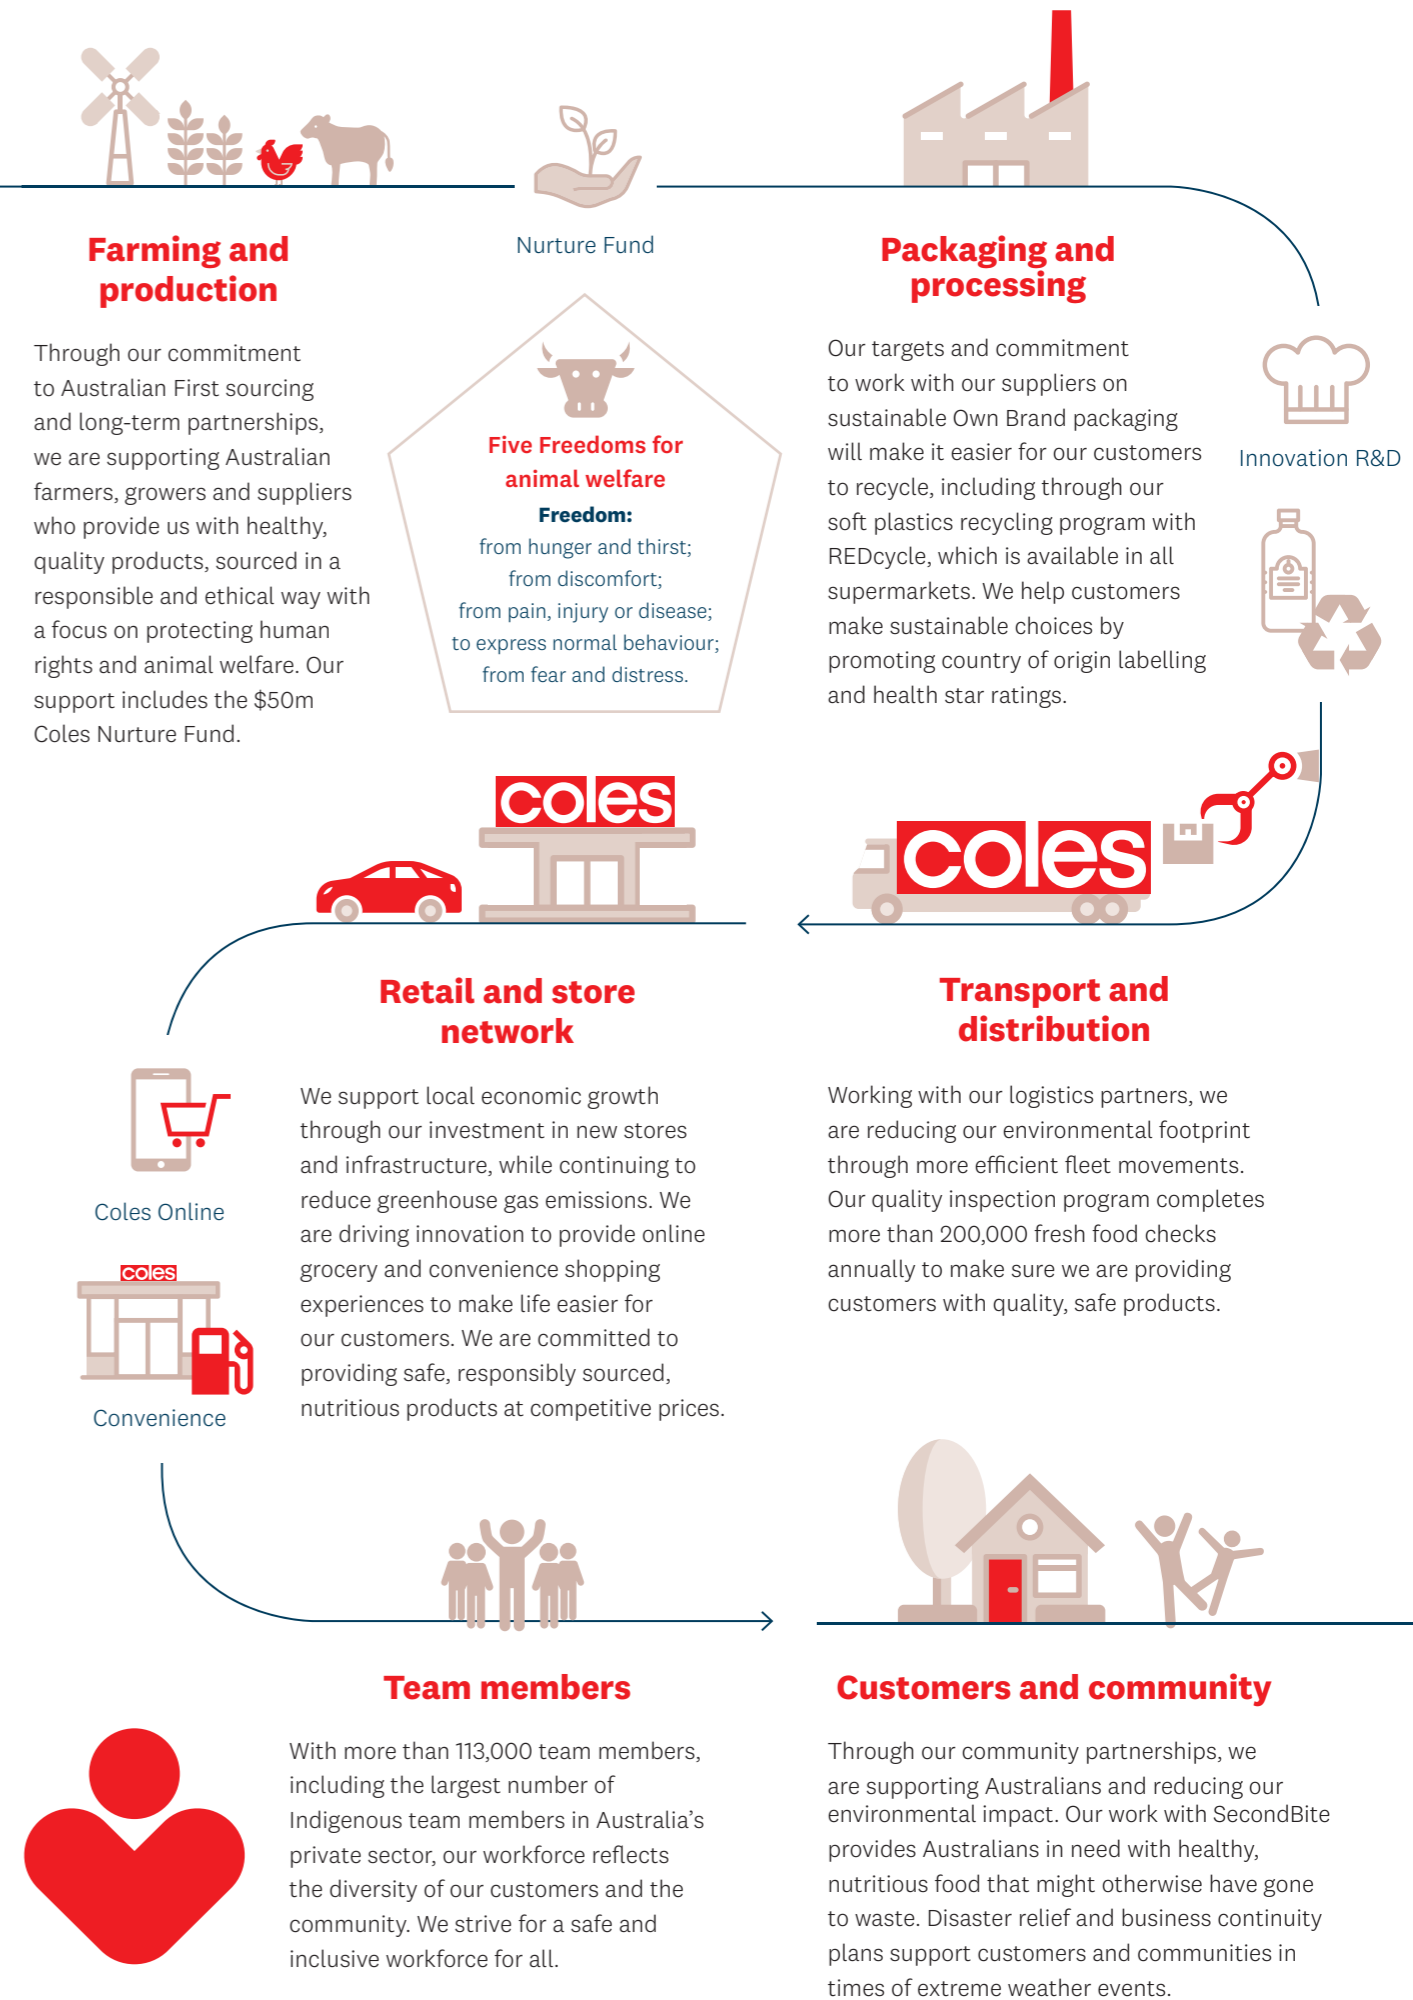 Farming and
production
Through our commitment
to Australian First sourcing
and long-term partnerships,
we are supporting Australian
farmers, growers and suppliers
who provide us with healthy,
quality products, sourced in a
responsible and ethical way with
a focus on protecting human
rights and animal welfare. Our
support includes the $50m
Coles Nurture Fund.
Nurture Fund
Five Freedoms for
animal welfare
Freedom:
from hunger and thirst;
from discomfort;
from pain, injury or disease;
to express normal behaviour;
from fear and distress.
Packaging and
processing
Our targets and commitment
to work with our suppliers on
sustainable Own Brand packaging
will make it easier for our customers
to recycle, including through our
soft plastics recycling program with
REDcycle, which is available in all
supermarkets. We help customers
make sustainable choices by
promoting country of origin labelling
and health star ratings.
Innovation R&D
coles
Transport and
distribution
Working with our logistics partners, we
are reducing our environmental footprint
through more efficient fleet movements.
Our quality inspection program completes
more than 200,000 fresh food checks
annually to make sure we are providing
customers with quality, safe products.
coles
Retail and store
network
We support local economic growth
through our investment in new stores
and infrastructure, while continuing to
reduce greenhouse gas emissions. We
are driving innovation to provide online
grocery and convenience shopping
experiences to make life easier for
our customers. We are committed to
providing safe, responsibly sourced,
nutritious products at competitive prices.
Coles Online
coles
Convenience
Team members
With more than 113,000 team members,
including the largest number of
Indigenous team members in Australia's
private sector, our workforce reflects
the diversity of our customers and the
community. We strive for a safe and
inclusive workforce for all.
Customers and community
Through our community partnerships, we
are supporting Australians and reducing our
environmental impact. Our work with SecondBite
provides Australians in need with healthy,
nutritious food that might otherwise have gone
to waste. Disaster relief and business continuity
plans support customers and communities in
times of extreme weather events.